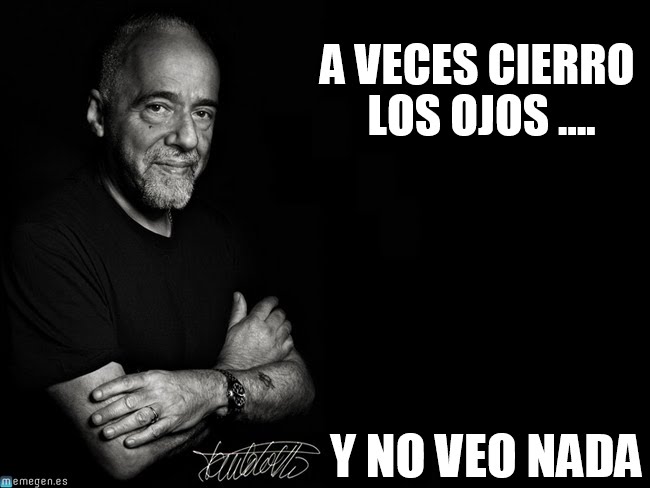 A VECES CIERRO
LOS OJOS ....
Y NO VEO NADA
memegen.es